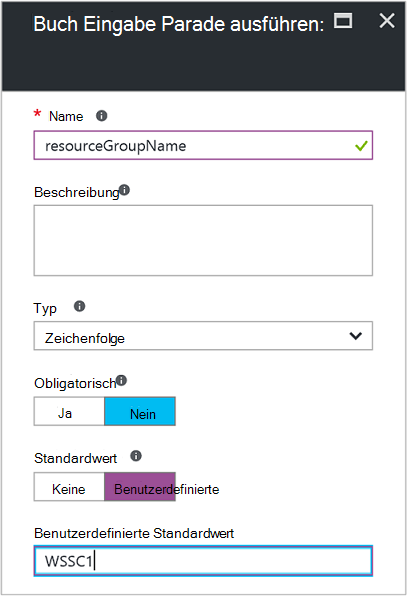 Buch Eingabe Parade ausführen:
* Name
resourceGroupName
Beschreibung
Typ
Zeichenfolge
Obligatorisch
Ja Nein
Standardwert
Keine Benutzerdefinierte
Benutzerdefinierte Standardwert
WSSC1